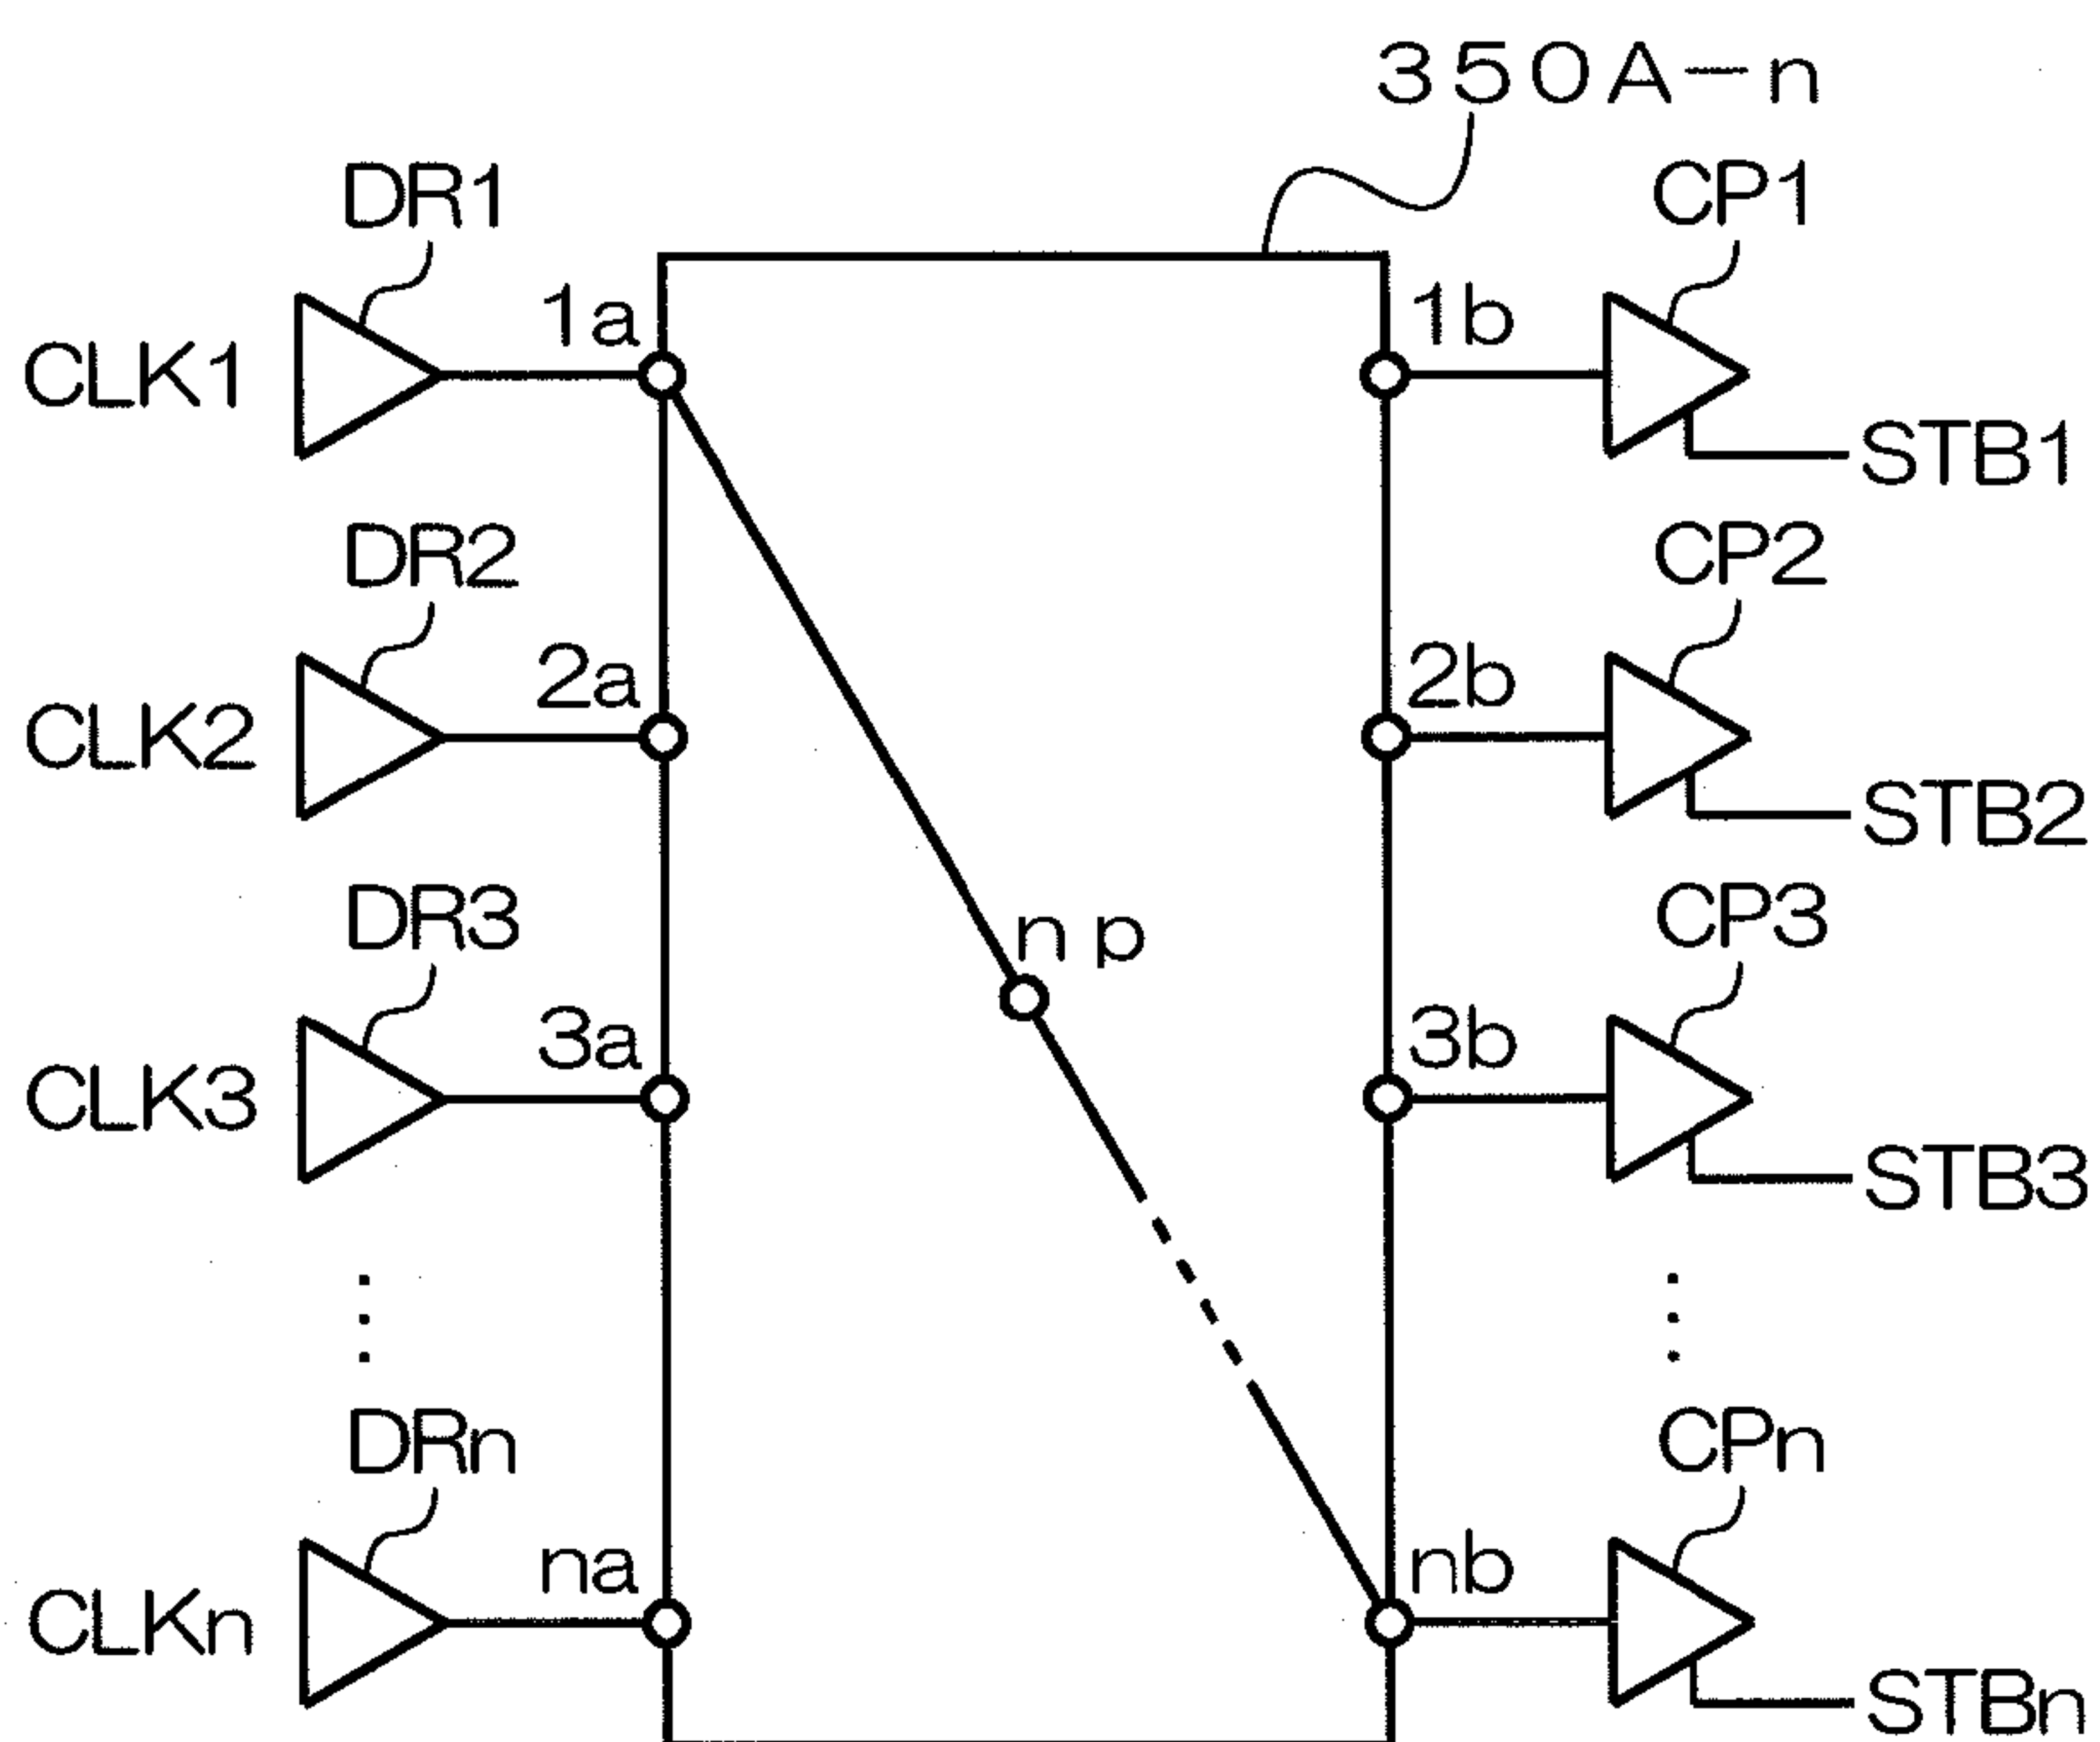 350A-n
DR1
CP1
1a
1b
CLK1
STB1
DR2
CP2
2a
2b
CLK2
STB2
DR3
CP3
np
3a
3b
CLK3
STB3
DRn
CPn
na
nb
CLKn
STBn